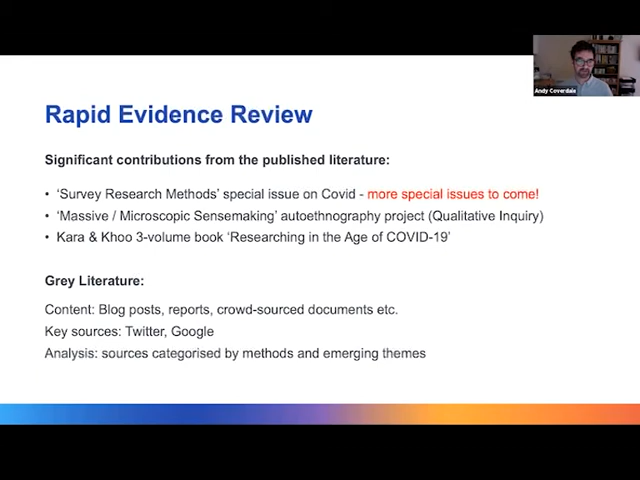 Rapid Evidence Review
Significant contributions from the published literature:
• ‘Survey Research Methods’ special issue on Covid - more special issues to come!
• ‘Massive / Microscopic Sensemaking’ autoethnography project (Qualitative Inquiry)
• Kara & Khoo 3-volume book ‘Researching in the Age of COVID-19’
Grey Literature:
Content: Blog posts, reports, crowd-sourced documents etc.
Key sources: Twitter, Google
Analysis: sources categorised by methods and emerging themes
Andy Coverdale